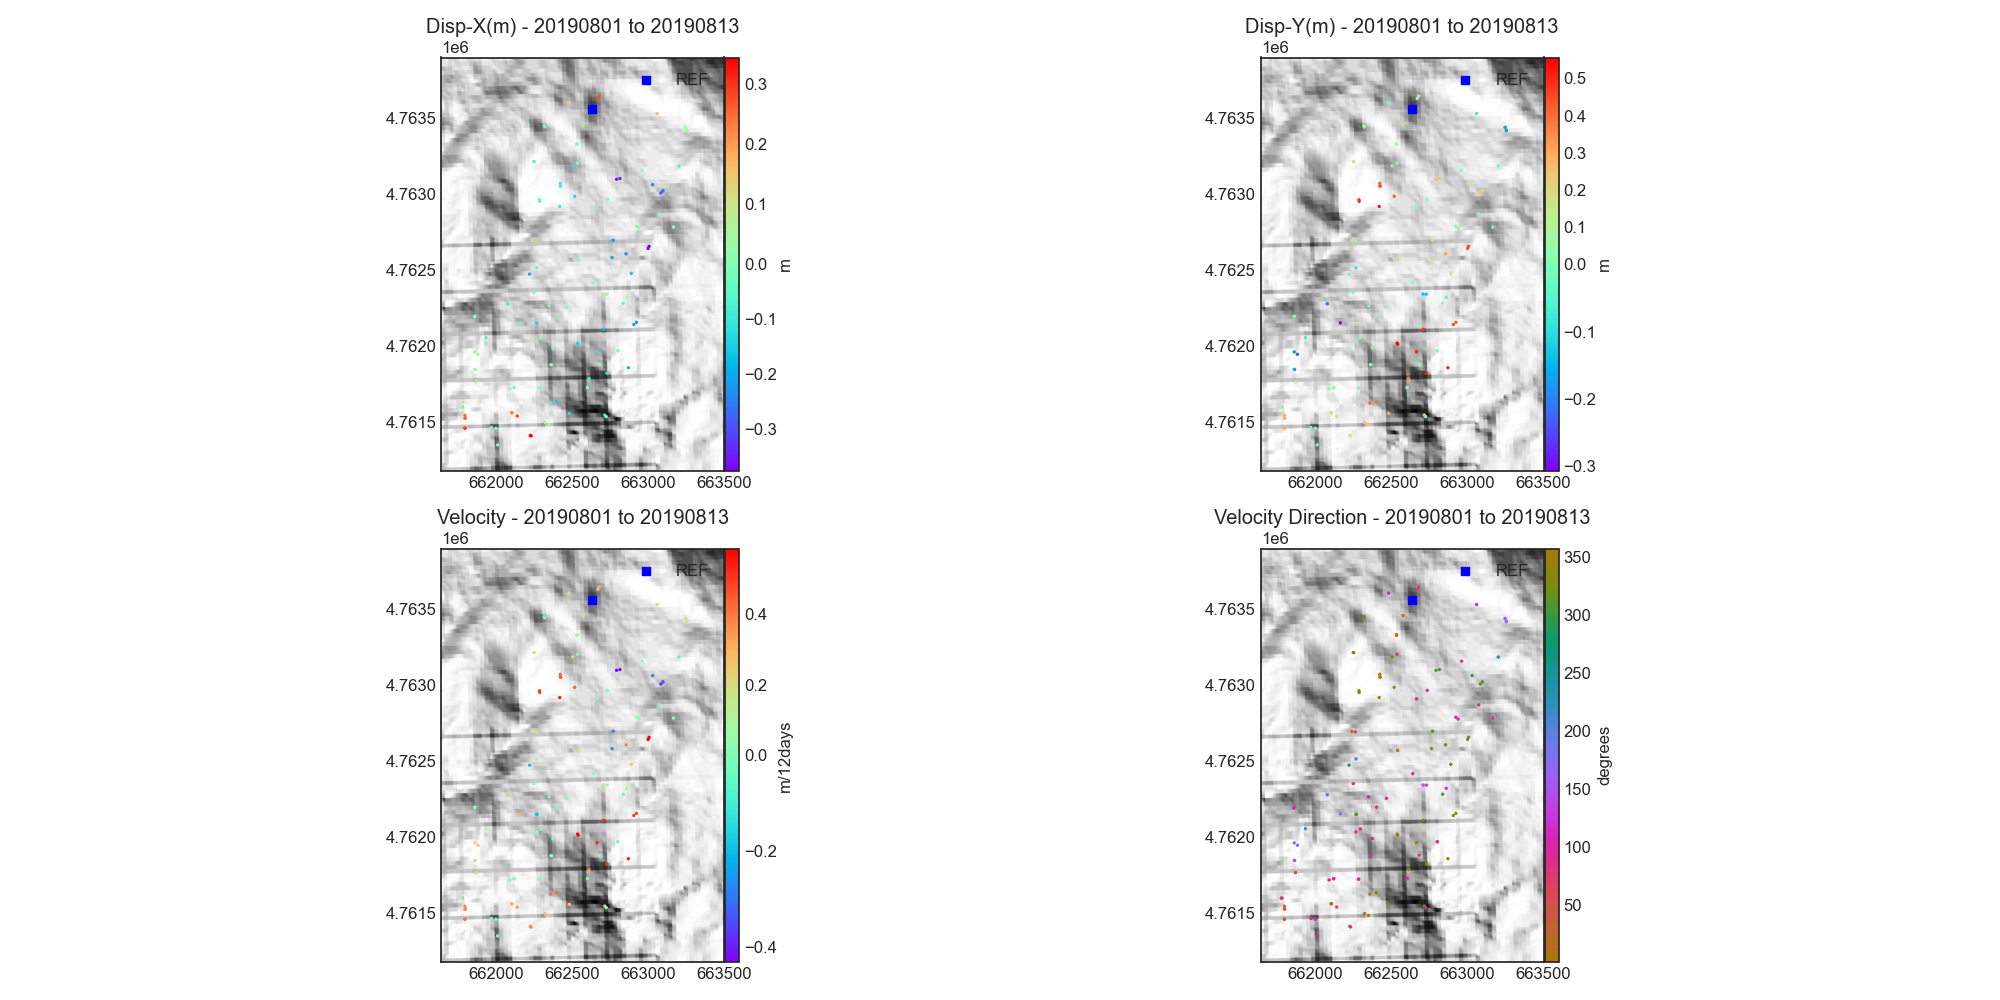 Disp-X(m) - 20190801 to 20190813
1e6
REF
4.7635
4.7630
4.7625
4.7620
4.7615
662000 662500 663000 663500
0.3
0.2
0.1
0.0
−0.1
−0.2
−0.3
m
Disp-Y(m) - 20190801 to 20190813
1e6
REF
4.7635
4.7630
4.7625
4.7620
4.7615
662000 662500 663000 663500
0.5
0.4
0.3
0.2
0.1
0.0
−0.1
−0.2
−0.3
m
Velocity - 20190801 to 20190813
1e6
REF
4.7635
4.7630
4.7625
4.7620
4.7615
662000 662500 663000 663500
0.4
0.2
0.0
−0.2
−0.4
m/12days
Velocity Direction - 20190801 to 20190813
1e6
REF
4.7635
4.7630
4.7625
4.7620
4.7615
662000 662500 663000 663500
350
300
250
200
150
100
50
degrees